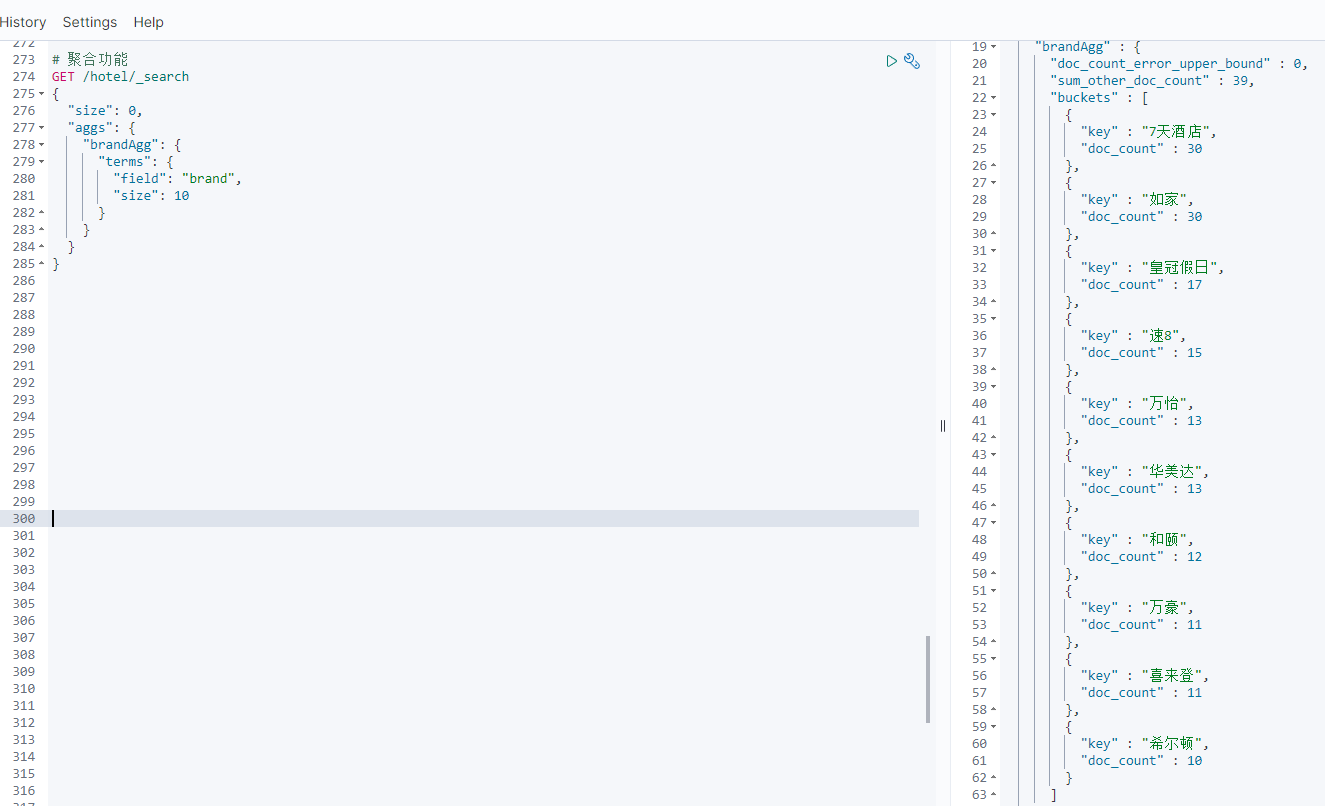 History Settings Help
272
273 # 聚合功能
274 GET /hotel/_search
275 {
276 "size": 0,
277 "aggs": {
278 "brandAgg": {
279 "terms": {
280 "field": "brand",
281 "size": 10
282 }
283 }
284 }
285 }
286
287
288
289
290
291
292
293
294
295
296
297
298
299
300
301
302
303
304
305
306
307
308
309
310
311
312
313
314
315
316
317
19 "brandAgg" : {
20 "doc_count_error_upper_bound" : 0,
21 "sum_other_doc_count" : 39,
22 "buckets" : [
23 {
24 "key" : "7天酒店",
25 "doc_count" : 30
26 },
27 {
28 "key" : "如家",
29 "doc_count" : 30
30 },
31 {
32 "key" : "皇冠假日",
33 "doc_count" : 17
34 },
35 {
36 "key" : "速8",
37 "doc_count" : 15
38 },
39 {
40 "key" : "万怡",
41 "doc_count" : 13
42 },
43 {
44 "key" : "华美达",
45 "doc_count" : 13
46 },
47 {
48 "key" : "和颐",
49 "doc_count" : 12
50 },
51 {
52 "key" : "万豪",
53 "doc_count" : 11
54 },
55 {
56 "key" : "喜来登",
57 "doc_count" : 11
58 },
59 {
60 "key" : "希尔顿",
61 "doc_count" : 10
62 }
63 ]